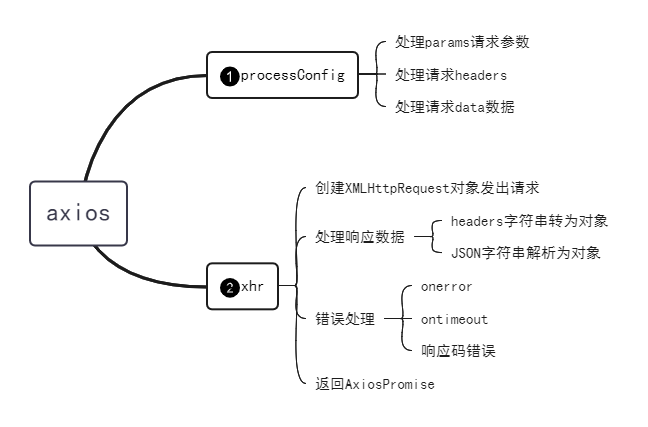 axios
❶processConfig
处理params请求参数
处理请求headers
处理请求data数据
❷xhr
创建XMLHttpRequest对象发出请求
处理响应数据
headers字符串转为对象
JSON字符串解析为对象
错误处理
onerror
ontimeout
响应码错误
返回AxiosPromise